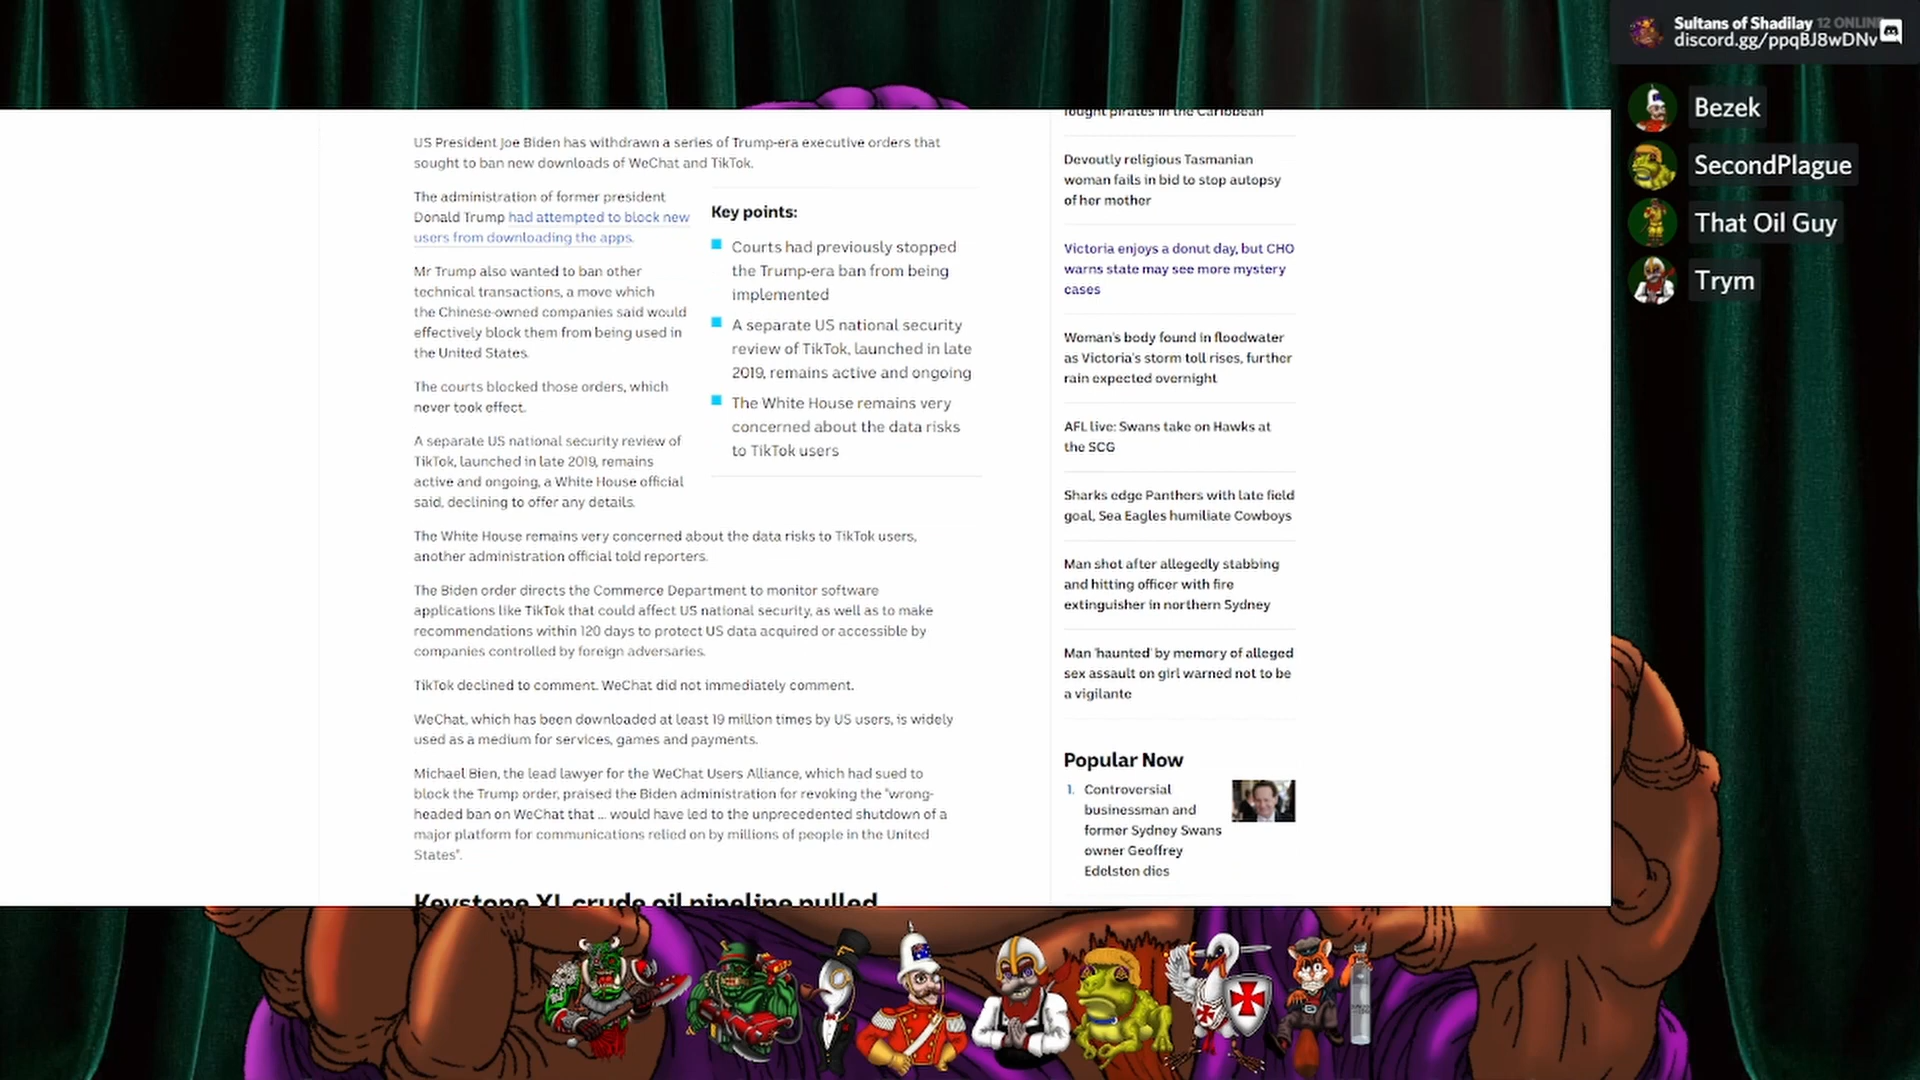 Sultans of Shadilay 12 ONLINE
discord.gg/ppqBJ8wDNv
Bezek
SecondPlague
That Oil Guy
Trym
US President Joe Biden has withdrawn a series of Trump-era executive orders that
sought to ban new downloads of WeChat and TikTok.
The administration of former president
Donald Trump had attempted to block new
users from downloading the apps.
Mr Trump also wanted to ban other
technical transactions, a move which
the Chinese-owned companies said would
effectively block them from being used in
the United States.
The courts blocked those orders, which
never took effect.
A separate US national security review of
TikTok, launched in late 2019, remains
active and ongoing, a White House official
said, declining to offer any details.
Key points:
Courts had previously stopped
the Trump-era ban from being
implemented
A separate US national security
review of TikTok, launched in late
2019, remains active and ongoing
The White House remains very
concerned about the data risks
to TikTok users
The White House remains very concerned about the data risks to TikTok users,
another administration official told reporters.
The Biden order directs the Commerce Department to monitor software
applications like TikTok that could affect US national security, as well as to make
recommendations within 120 days to protect US data acquired or accessible by
companies controlled by foreign adversaries.
TikTok declined to comment. WeChat did not immediately comment.
WeChat, which has been downloaded at least 19 million times by US users, is widely
used as a medium for services, games and payments.
Michael Bien, the lead lawyer for the WeChat Users Alliance, which had sued to
block the Trump order, praised the Biden administration for revoking the "wrong-
headed ban on WeChat that ... would have led to the unprecedented shutdown of a
major platform for communications relied on by millions of people in the United
States".
Keystone XL crude oil pipeline pulled
fought pirates in the Caribbean
Devoutly religious Tasmanian
woman fails in bid to stop autopsy
of her mother
Victoria enjoys a donut day, but CHO
warns state may see more mystery
cases
Woman's body found in floodwater
as Victoria's storm toll rises, further
rain expected overnight
AFL live: Swans take on Hawks at
the SCG
Sharks edge Panthers with late field
goal, Sea Eagles humiliate Cowboys
Man shot after allegedly stabbing
and hitting officer with fire
extinguisher in northern Sydney
Man 'haunted' by memory of alleged
sex assault on girl warned not to be
a vigilante
Popular Now
1. Controversial
businessman and
former Sydney Swans
owner Geoffrey
Edelsten dies